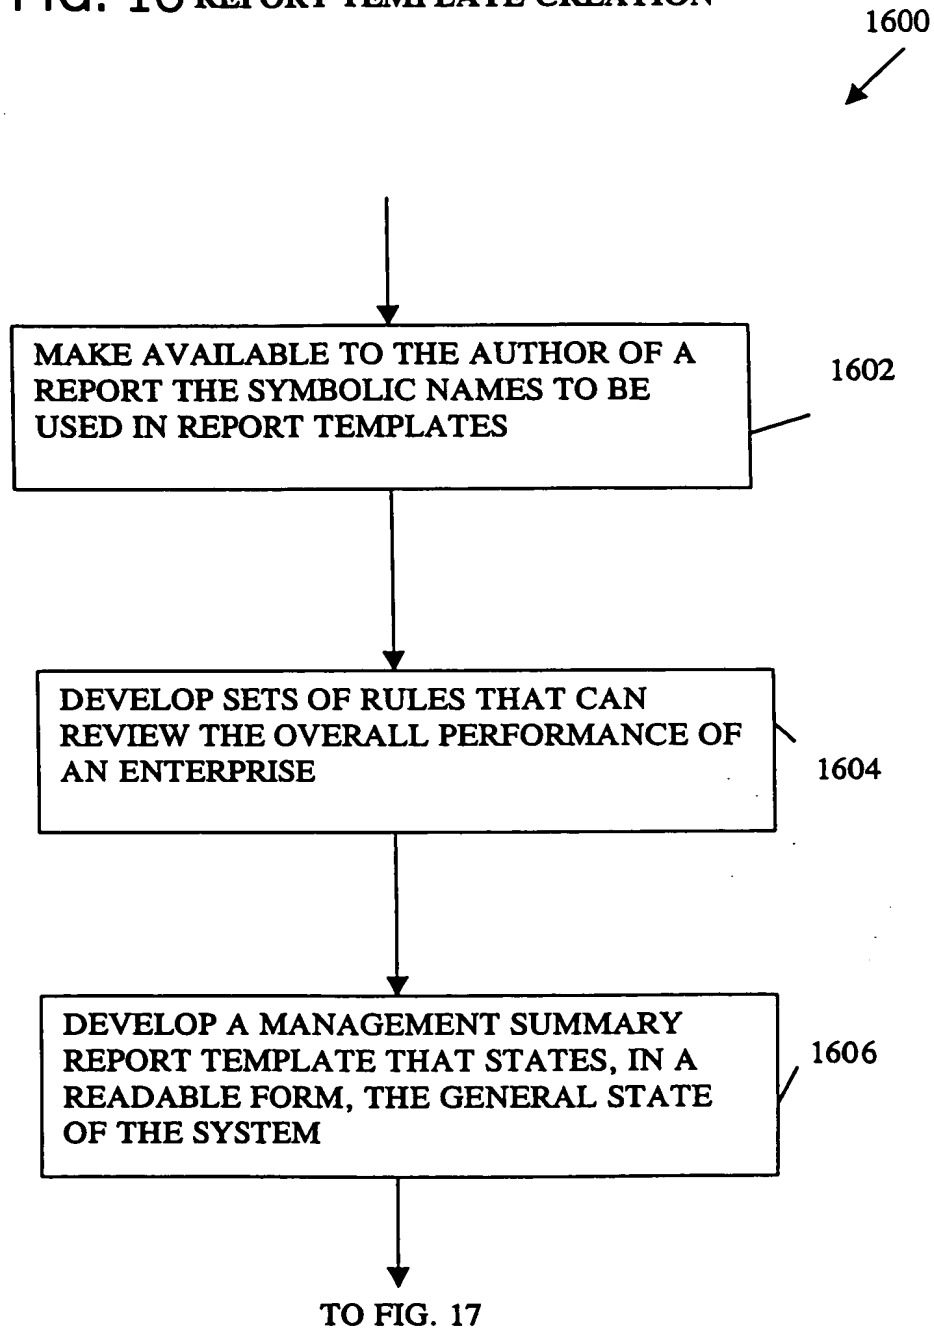 FIG. 16 REPORT TEMPLATE CREATION
1600
MAKE AVAILABLE TO THE AUTHOR OF A
REPORT THE SYMBOLIC NAMES TO BE
USED IN REPORT TEMPLATES
1602
DEVELOP SETS OF RULES THAT CAN
REVIEW THE OVERALL PERFORMANCE OF
AN ENTERPRISE
1604
DEVELOP A MANAGEMENT SUMMARY
REPORT TEMPLATE THAT STATES, IN A
READABLE FORM, THE GENERAL STATE
OF THE SYSTEM
1606
TO FIG. 17